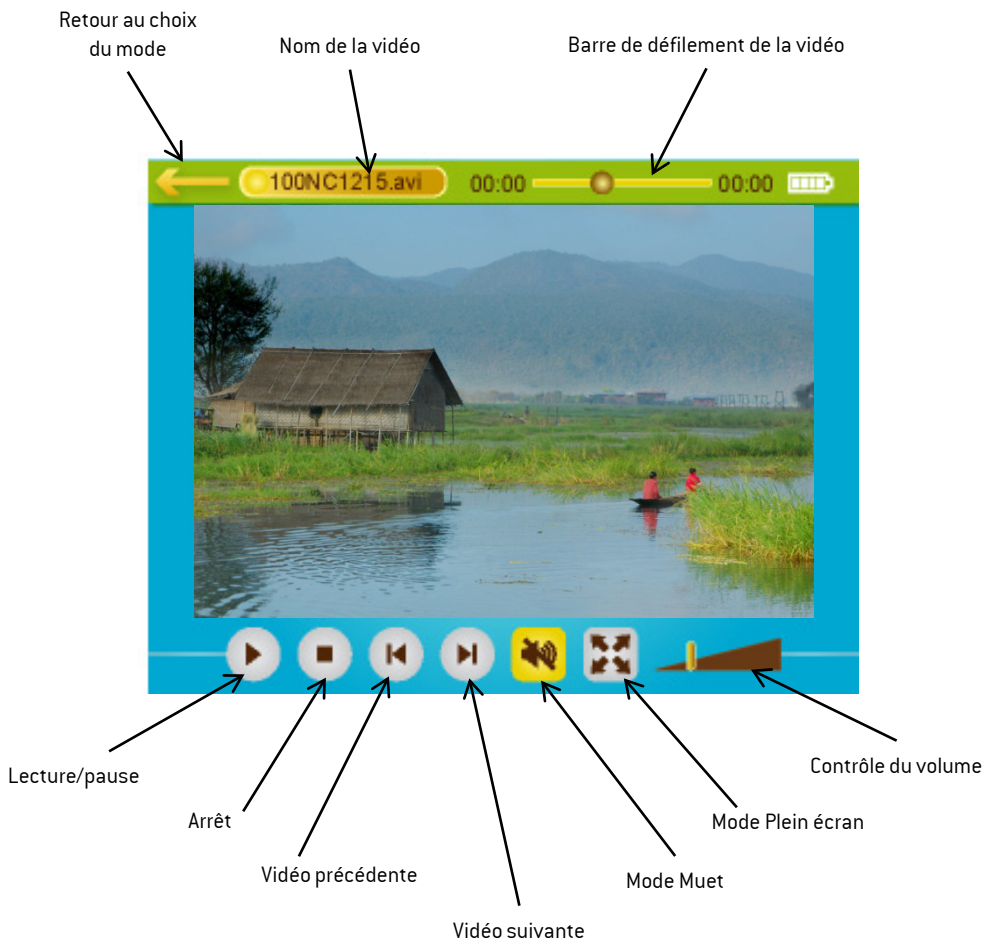 Retour au choix
du mode
Nom de la vidéo
Barre de défilement de la vidéo
100NC1215.avi
00:00
00:00
Lecture/pause
Arrêt
Vidéo précédente
Vidéo suivante
Mode Muet
Mode Plein écran
Contrôle du volume